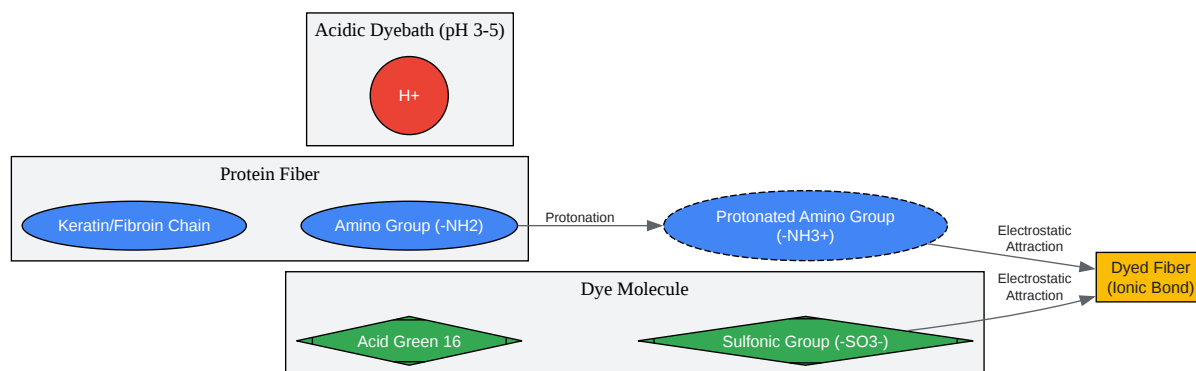 Acidic Dyebath (pH 3-5)
H+
Protein Fiber
Keratin/Fibroin Chain
Amino Group (-NH2)
Protonation
Protonated Amino Group
(-NH3+)
Electrostatic
Attraction
Electrostatic
Attraction
Dyed Fiber
(Ionic Bond)
Dye Molecule
Acid Green 16
Sulfonic Group (-SO3-)